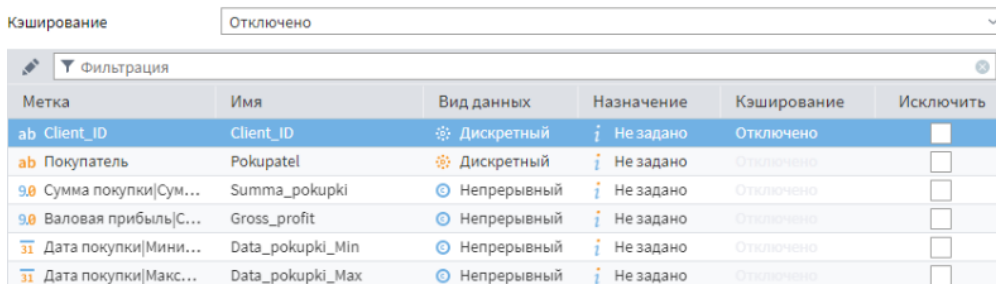 Кэширование Отключено
Фильтрация
Метка Имя Вид данных Назначение Кэширование Исключить
ab Client_ID Client_ID Дискретный i Не задано Отключено
ab Покупатель Pokupatel Дискретный i Не задано Отключено
9.0 Сумма покупки|Сум... Summa_pokupki Непрерывный i Не задано Отключено
9.0 Валовая прибыль|С... Gross_profit Непрерывный i Не задано Отключено
31 Дата покупки|Мини... Data_pokupki_Min Непрерывный i Не задано Отключено
31 Дата покупки|Макс... Data_pokupki_Max Непрерывный i Не задано Отключено